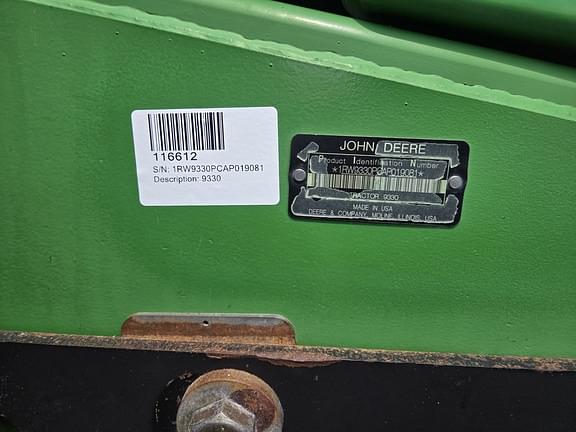 116612
S/N: 1RW9330PCAP019081
Description: 9330
JOHN DEERE
Product Identification Number
*1RW9330PCAP019081*
TRACTOR 9330
MADE IN USA
DEERE & COMPANY, MOLINE, ILLINOIS, USA